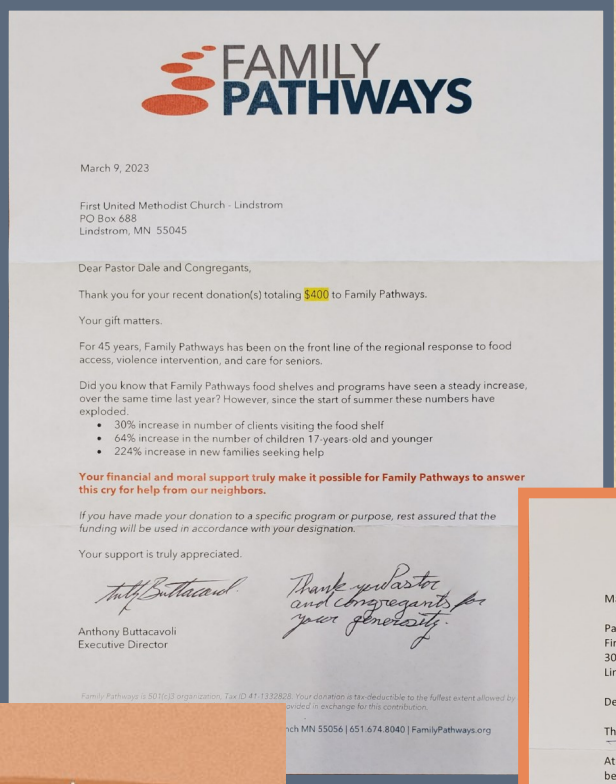 FAMILY
PATHWAYS
March 9, 2023
First United Methodist Church - Lindstrom
PO Box 688
Lindstrom, MN 55045
Dear Pastor Dale and Congregants,
Thank you for your recent donation(s) totaling $400 to Family Pathways.
Your gift matters.
For 45 years, Family Pathways has been on the front line of the regional response to food
access, violence intervention, and care for seniors.
Did you know that Family Pathways food shelves and programs have seen a steady increase,
over the same time last year? However, since the start of summer these numbers have
exploded.
• 30% increase in number of clients visiting the food shelf
• 64% increase in the number of children 17-years-old and younger
• 224% increase in new families seeking help
Your financial and moral support truly make it possible for Family Pathways to answer
this cry for help from our neighbors.
If you have made your donation to a specific program or purpose, rest assured that the
funding will be used in accordance with your designation.
Your support is truly appreciated.
Thank you Pastor
and congregants for
your generosity.
Anthony Buttacavoli
Executive Director
Family Pathways is 501(c)3 organization, Tax ID 41-1332828. Your donation is tax deductible to the fullest extent allowed by
ovided in exchange for this contribution.
nch MN 55056 | 651.674.8040 | FamilyPathways.org
Ma
Pa
Fir
30
Lin
De
Th
At
be